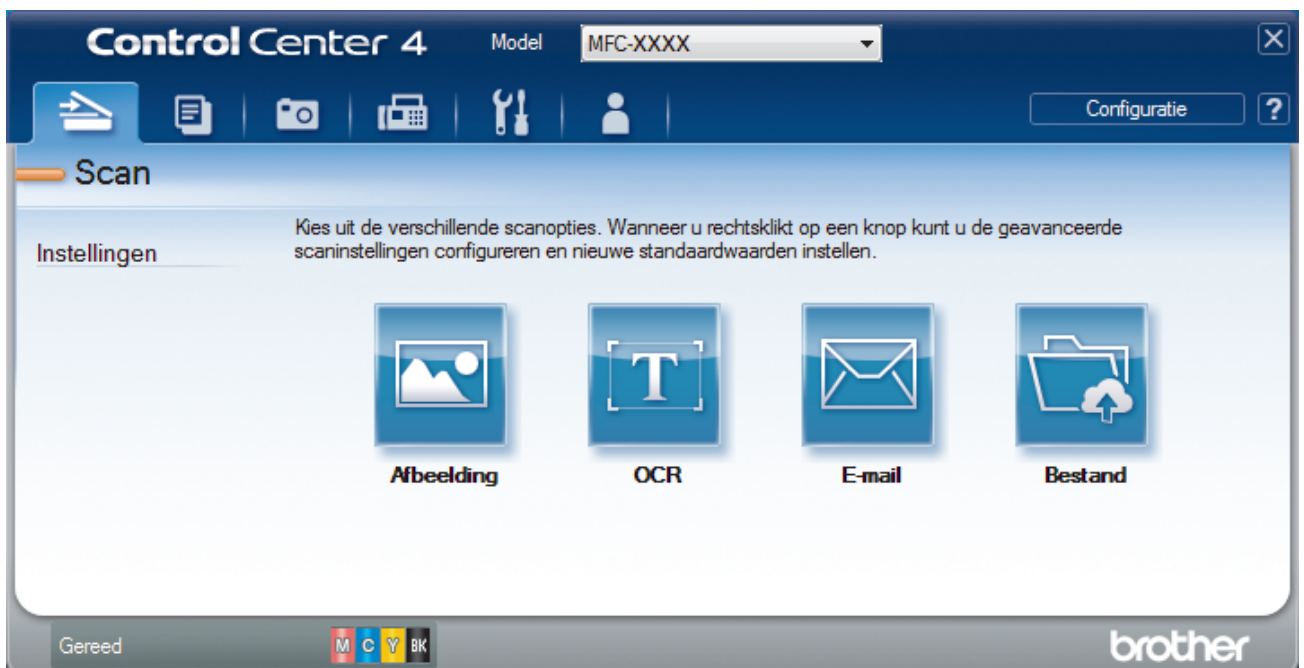 ControlCenter 4 Model MFC-XXXX X
Configuratie ?
Scan
Instellingen
Kies uit de verschillende scanopties. Wanneer u rechtsklikt op een knop kunt u de geavanceerde
scaninstellingen configureren en nieuwe standaardwaarden instellen.
T
Afbeelding OCR E-mail Bestand
Gereed M C Y BK brother